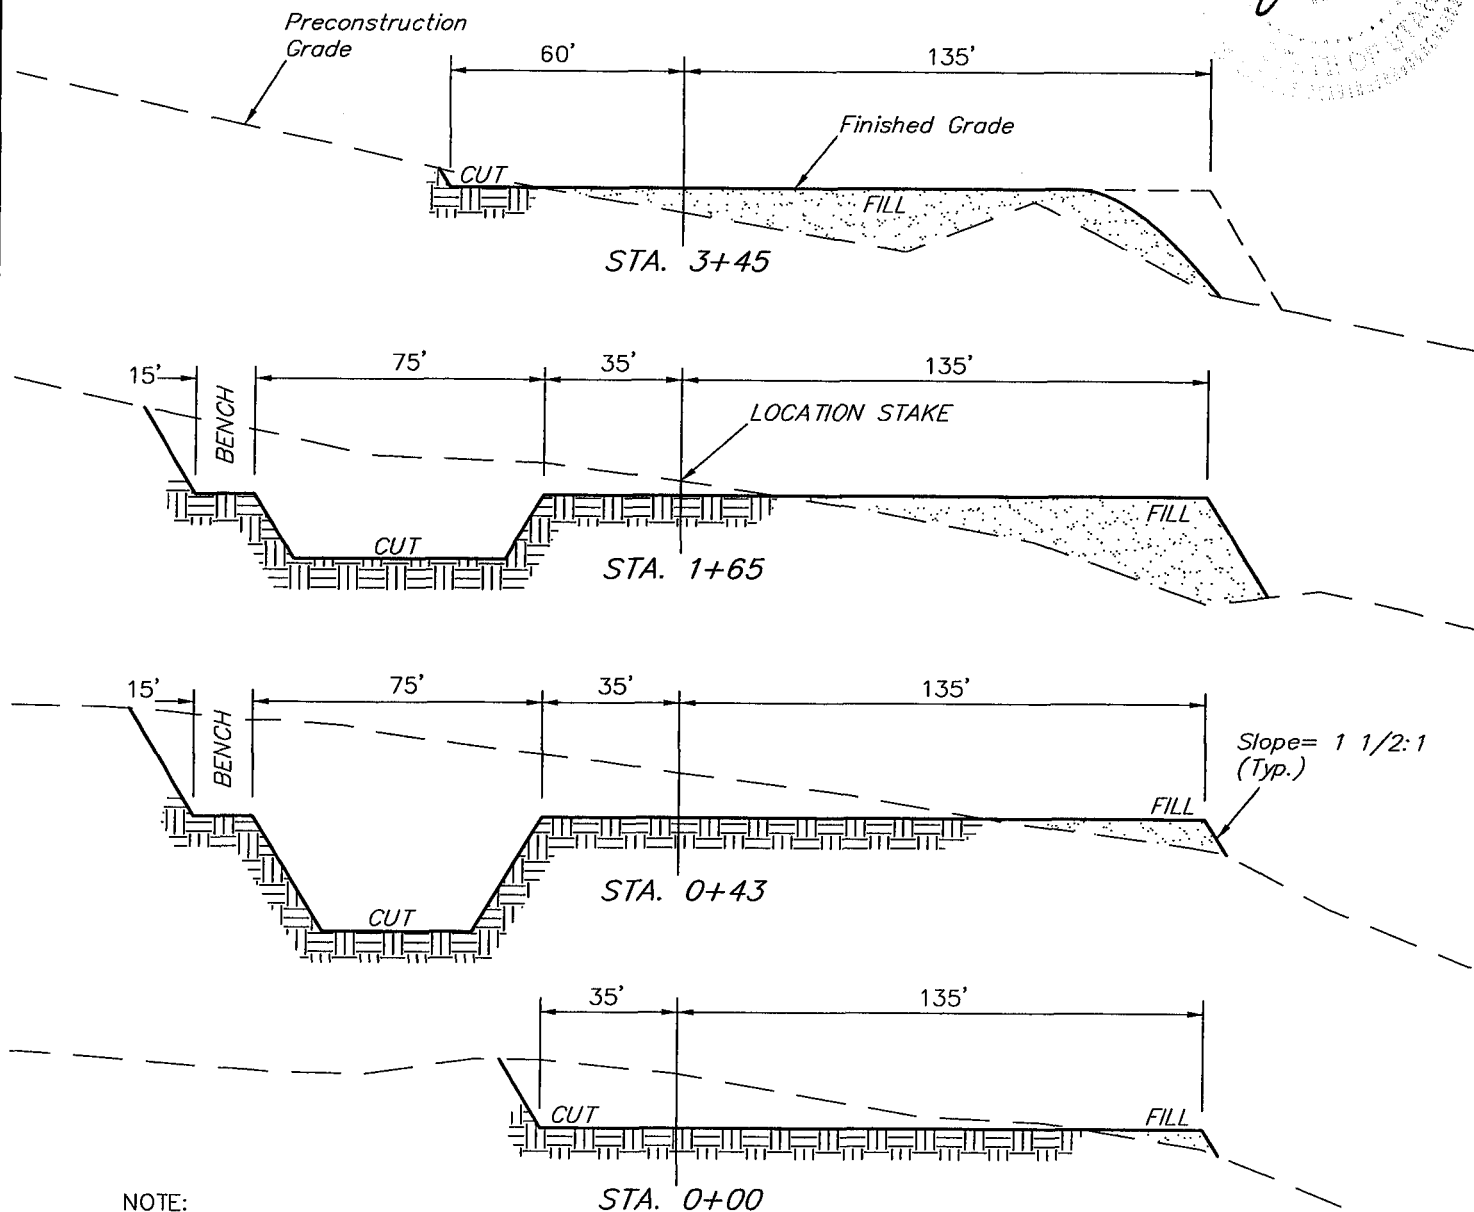 Preconstruction
Grade
60'
135'
Finished Grade
CUT
FILL
STA. 3+45
15'
BENCH
75'
35'
135'
LOCATION STAKE
CUT
FILL
STA. 1+65
15'
BENCH
75'
35'
135'
Slope= 1 1/2:1
(Typ.)
FILL
CUT
STA. 0+43
35'
135'
CUT
FILL
STA. 0+00
NOTE: